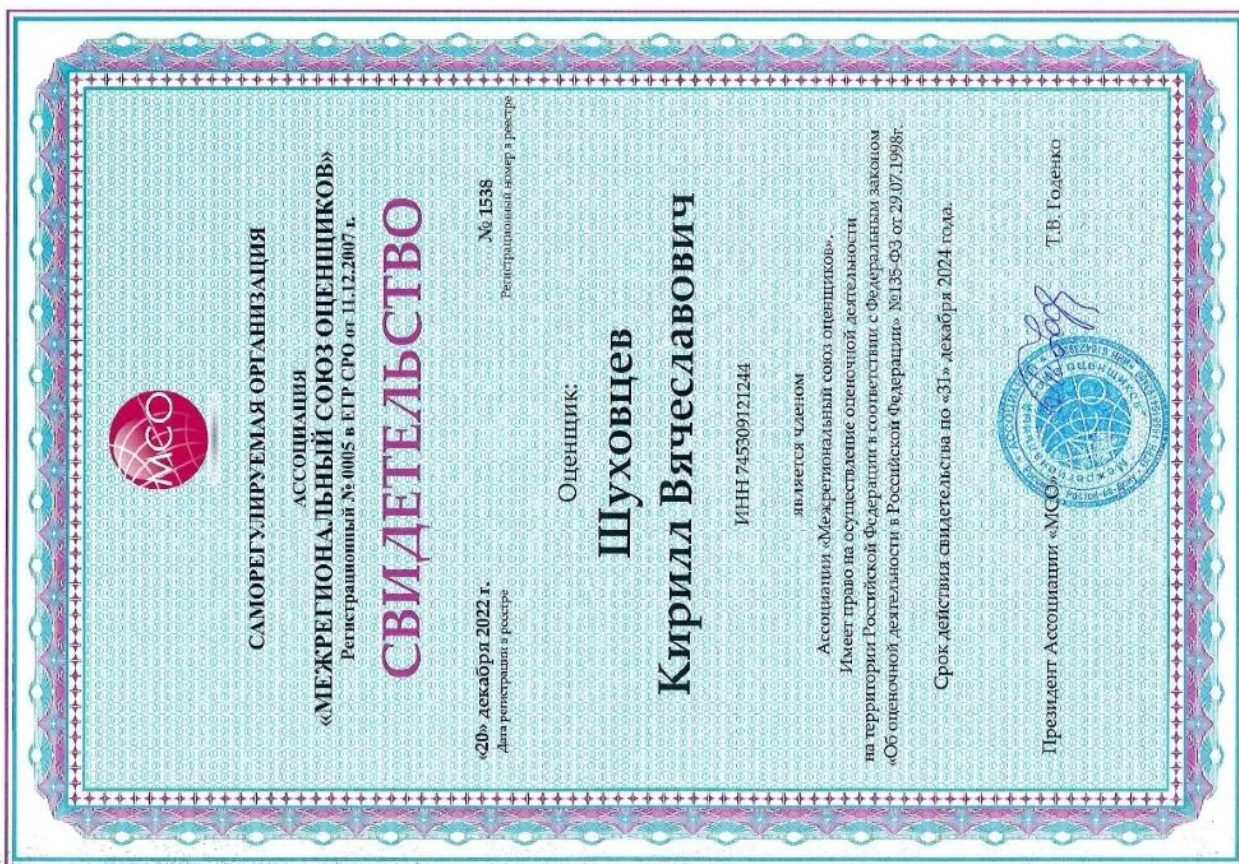 МСО
САМОРЕГУЛИРУЕМАЯ ОРГАНИЗАЦИЯ
АССОЦИАЦИЯ
«МЕЖРЕГИОНАЛЬНЫЙ СОЮЗ ОЦЕНЩИКОВ»
Регистрационный № 0005 в ЕГР СРО от 11.12.2007 г.
СВИДЕТЕЛЬСТВО
«20» декабря 2022 г. № 1538
Дата регистрации в реестре Регистрационный номер в реестре
Оценщик:
Шуховцев
Кирилл Вячеславович
ИНН 745309121244
является членом
Ассоциации «Межрегиональный союз оценщиков».
Имеет право на осуществление оценочной деятельности
на территории Российской Федерации в соответствии с Федеральным законом
«Об оценочной деятельности в Российской Федерации» №135-ФЗ от 29.07.1998г.
Срок действия свидетельства по «31» декабря 2024 года.
Президент Ассоциации «МСО» Т.В. Годенко